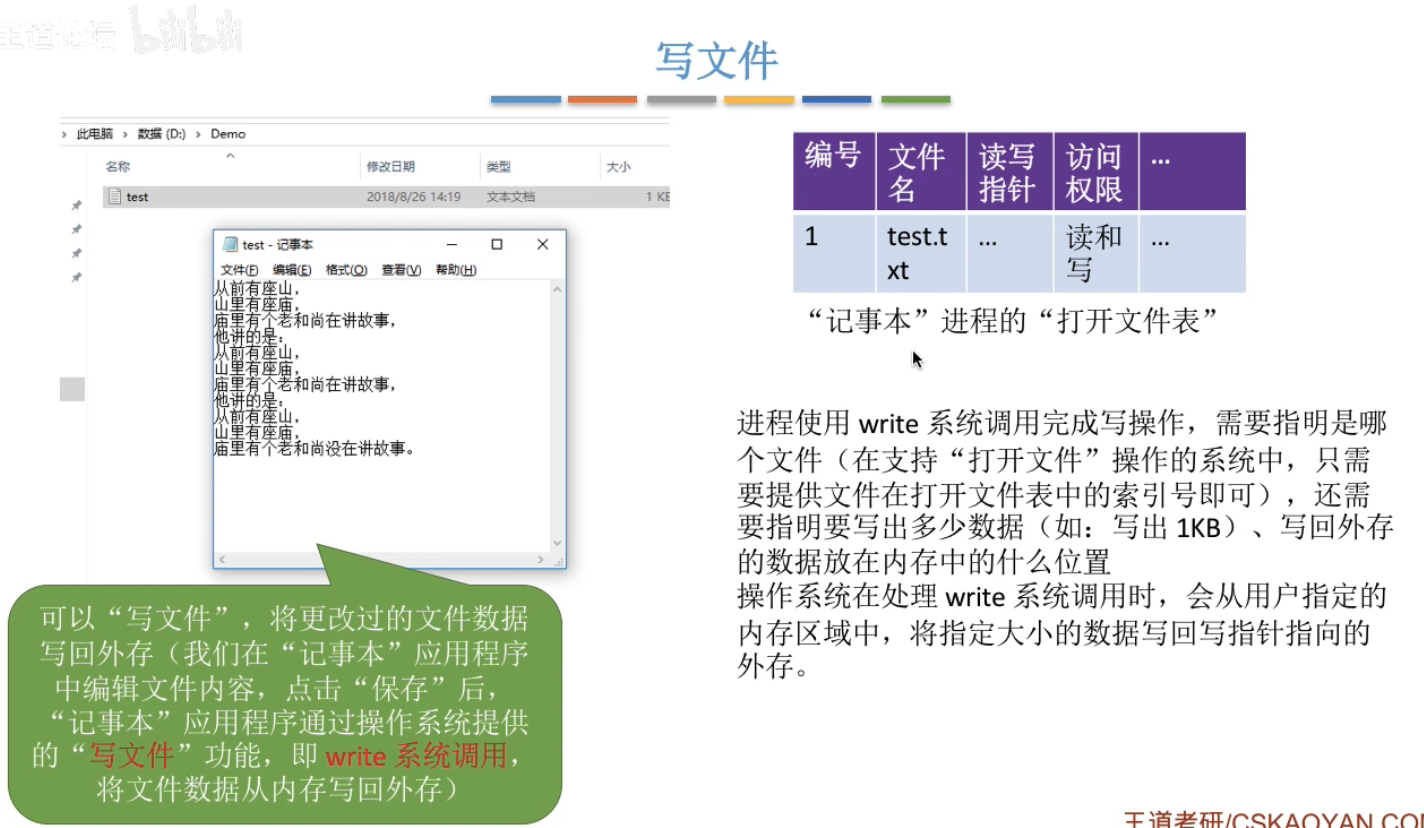 王道论坛 bilibili
写文件
此电脑 > 数据 (D:) > Demo
名称 修改日期 类型 大小
test 2018/8/26 14:19 文本文档 1 KB
test - 记事本
文件(F) 编辑(E) 格式(O) 查看(V) 帮助(H)
从前有座山，
山里有座庙，
庙里有个老和尚在讲故事，
他讲的是：
从前有座山，
山里有座庙，
庙里有个老和尚在讲故事，
他讲的是：
从前有座山，
山里有座庙，
庙里有个老和尚没在讲故事。
可以“写文件”，将更改过的文件数据
写回外存（我们在“记事本”应用程序
中编辑文件内容，点击“保存”后，
“记事本”应用程序通过操作系统提供
的“写文件”功能，即 write 系统调用，
将文件数据从内存写回外存）
编号 文件名 读写指针 访问权限 ...
1 test.txt ... 读和写 ...
“记事本”进程的“打开文件表”
进程使用 write 系统调用完成写操作，需要指明是哪
个文件（在支持“打开文件”操作的系统中，只需
要提供文件在打开文件表中的索引号即可），还需
要指明要写出多少数据（如：写出 1KB）、写回外存
的数据放在内存中的什么位置
操作系统在处理 write 系统调用时，会从用户指定的
内存区域中，将指定大小的数据写回写指针指向的
外存。
王道考研/CSKAOYAN.COM